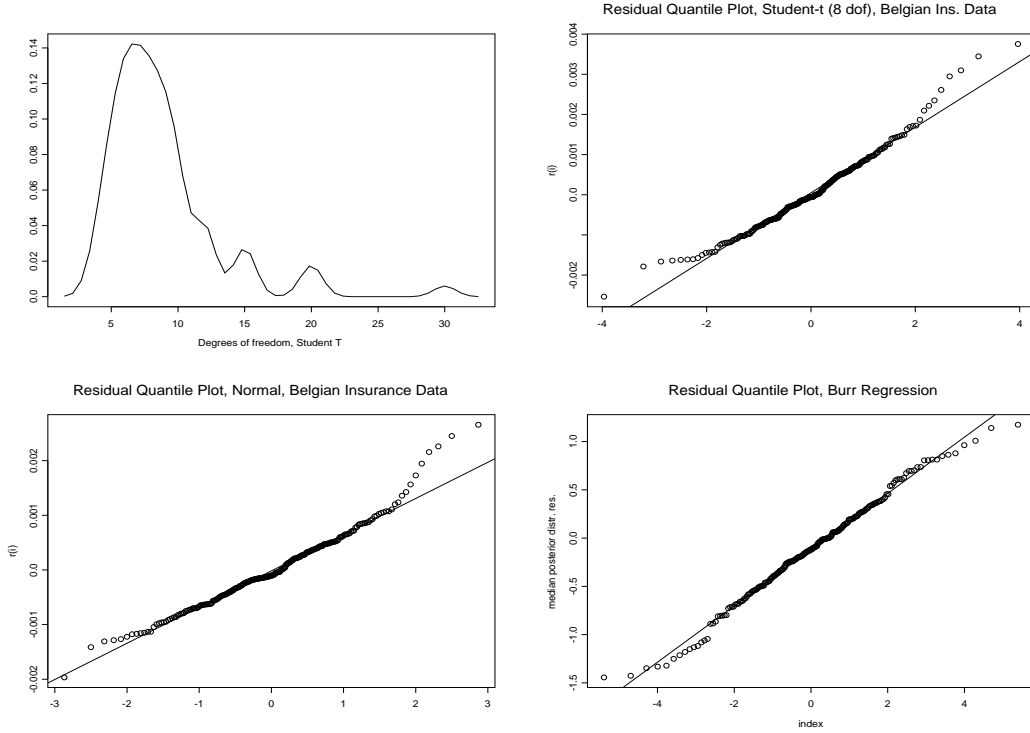 Residual Quantile Plot, Student-t (8 dof), Belgian Ins. Data
0.0 0.02 0.04 0.06 0.08 0.10 0.12 0.14
5 10 15 20 25 30
Degrees of freedom, Student T
r(i)
-0.002 0.0 0.001 0.003 0.004
-4 -2 0 2 4
Residual Quantile Plot, Normal, Belgian Insurance Data
r(i)
-0.002 -0.001 0.0 0.001 0.002
-3 -2 -1 0 1 2 3
Residual Quantile Plot, Burr Regression
median posterior distr. res.
-1.5 -1.0 -0.5 0.0 0.5 1.0
-4 -2 0 2 4
index